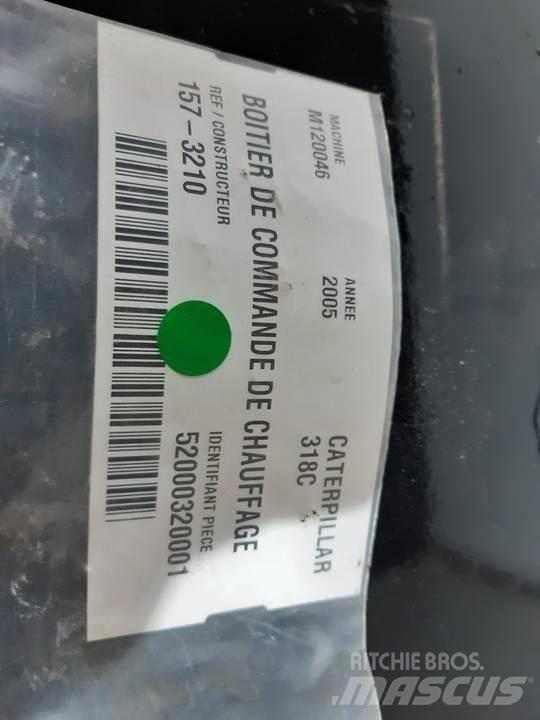 MACHINE
M120046
ANNEE
2005
CATERPILLAR
318C
BOITIER DE COMMANDE DE CHAUFFAGE
REF / CONSTRUCTEUR
157-3210
IDENTIFIANT PIECE
52000320001
RITCHIE BROS.
MASCUS